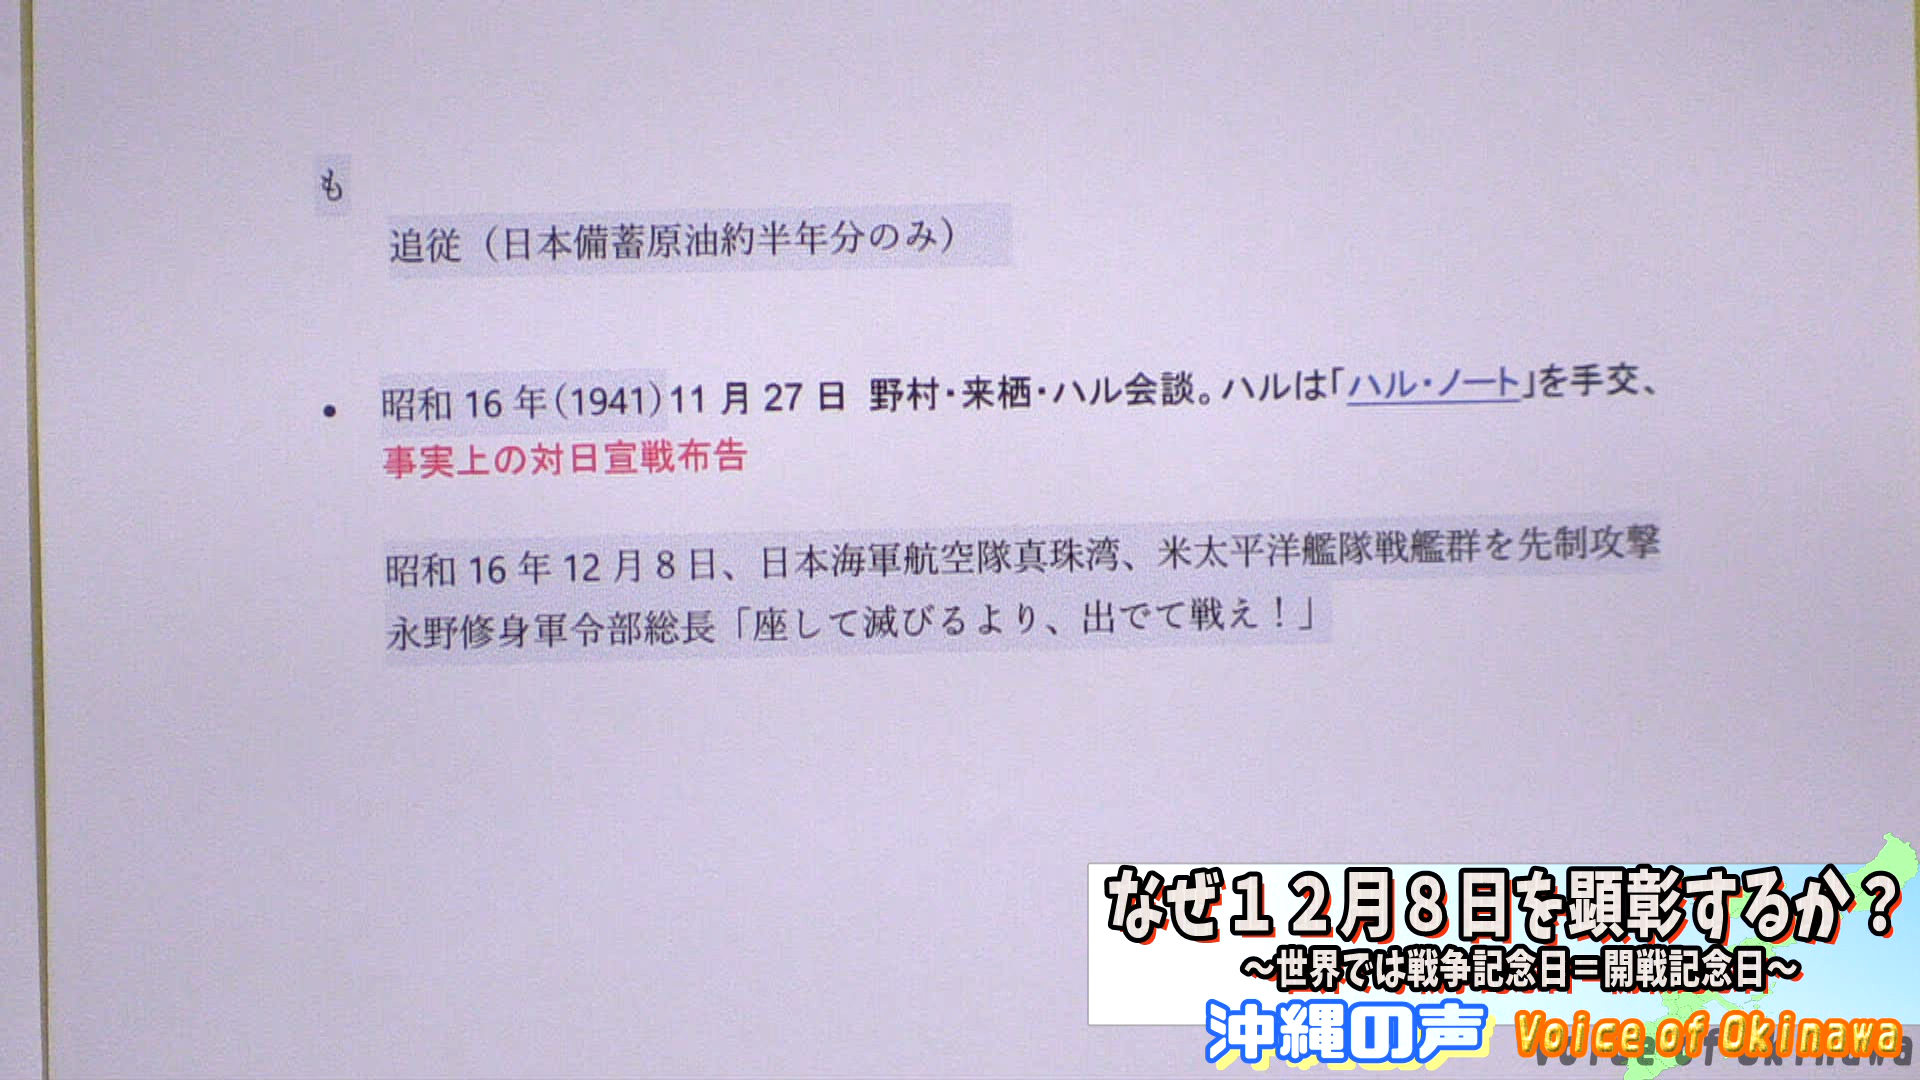 も
追従（日本備蓄原油約半年分のみ）
• 昭和 16 年（1941）11 月 27 日 野村・来栖・ハル会談。ハルは「ハル・ノート」を手交、
事実上の対日宣戦布告
昭和 16 年 12 月 8 日、日本海軍航空隊真珠湾、米太平洋艦隊戦艦群を先制攻撃
永野修身軍令部総長「座して滅びるより、出でて戦え！」
なぜ１２月８日を顕彰するか？
～世界では戦争記念日＝開戦記念日～
沖縄の声 Voice of Okinawa
Voice of Okinawa